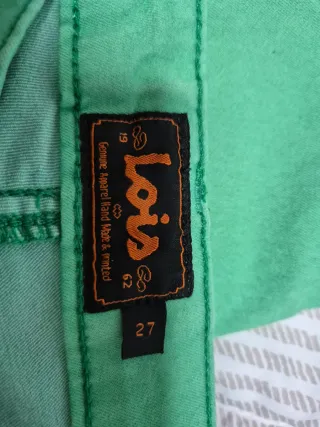 19 62
Lois
Genuine Apparel Hand Made & Printed
27